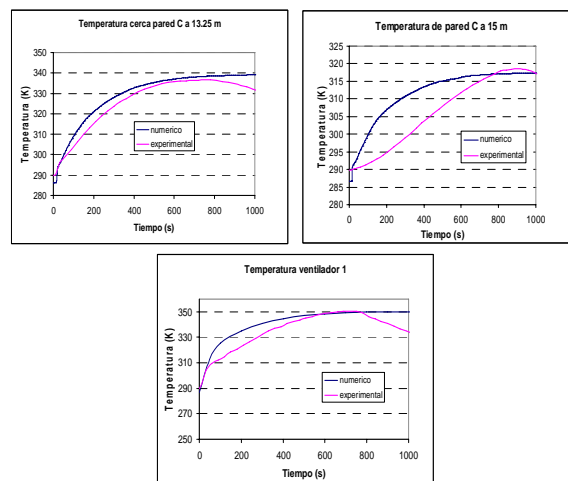 Temperatura cerca pared C a 13.25 m
Temperatura (K)
350
340
330
320
310
300
290
280
numerico
experimental
0
200
400
600
800
1000
Tiempo (s)
Temperatura de pared C a 15 m
Temperatura (K)
325
320
315
310
305
300
295
290
285
280
numerico
experimental
0
200
400
600
800
1000
Tiempo (s)
Temperatura ventilador 1
Temperatura (K)
350
330
310
290
270
250
numerico
experimental
0
200
400
600
800
1000
Tiempo (s)